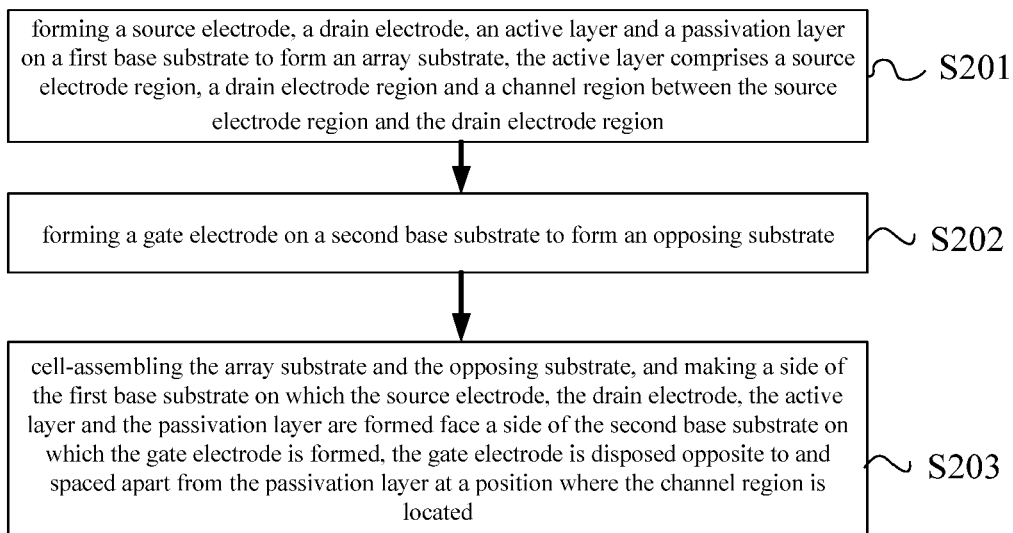 forming a source electrode, a drain electrode, an active layer and a passivation layer
on a first base substrate to form an array substrate, the active layer comprises a source
electrode region, a drain electrode region and a channel region between the source
electrode region and the drain electrode region
S201
forming a gate electrode on a second base substrate to form an opposing substrate
S202
cell-assembling the array substrate and the opposing substrate, and making a side of
the first base substrate on which the source electrode, the drain electrode, the active
layer and the passivation layer are formed face a side of the second base substrate on
which the gate electrode is formed, the gate electrode is disposed opposite to and
spaced apart from the passivation layer at a position where the channel region is
located
S203